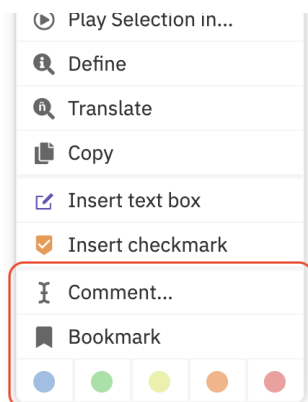 Play Selection in...
Define
Translate
Copy
Insert text box
Insert checkmark
Comment...
Bookmark